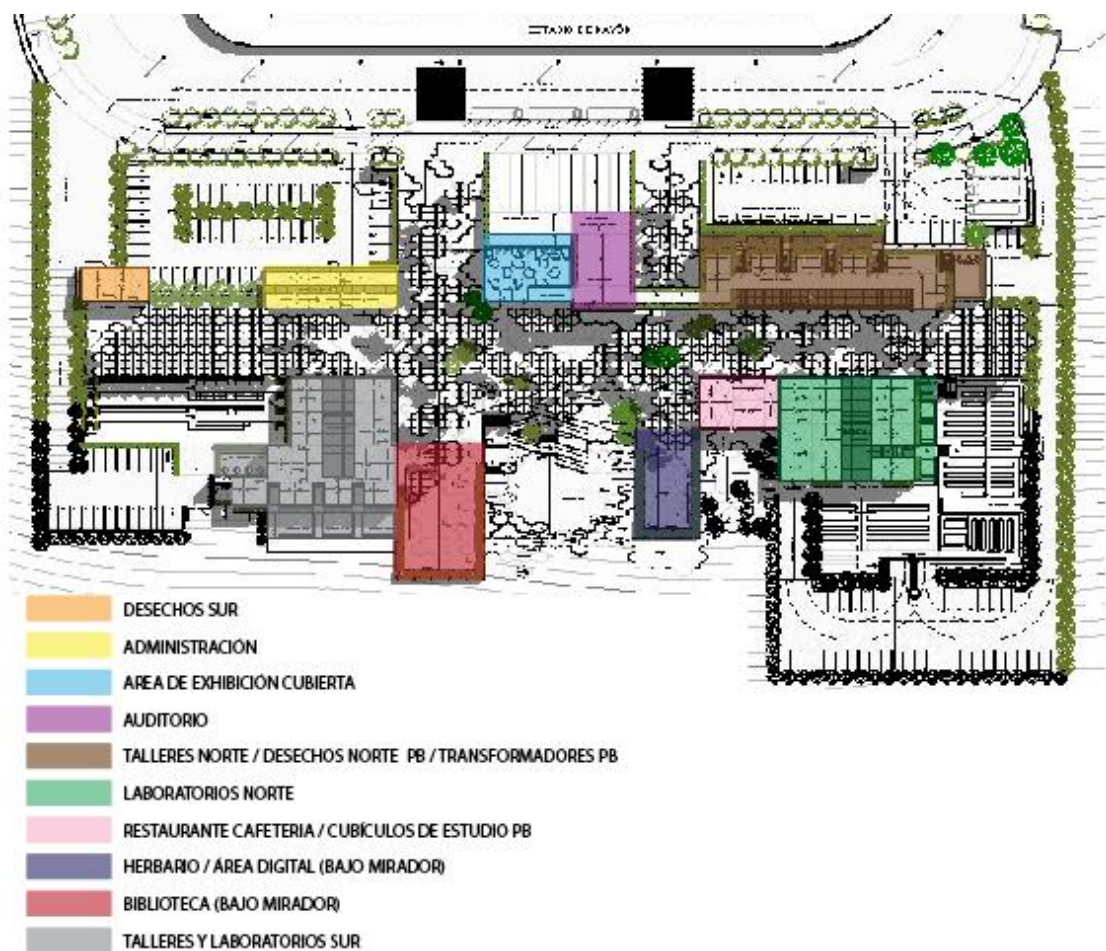 DESECHOS SUR
ADMINISTRACIÓN
AREA DE EXHIBICIÓN CUBIERTA
AUDITORIO
TALLERES NORTE / DESECHOS NORTE PB / TRANSFORMADORES PB
LABORATORIOS NORTE
RESTAURANTE CAFETERIA / CUBÍCULOS DE ESTUDIO PB
HERBARIO / ÁREA DIGITAL (BAJO MIRADOR)
BIBLIOTECA (BAJO MIRADOR)
TALLERES Y LABORATORIOS SUR